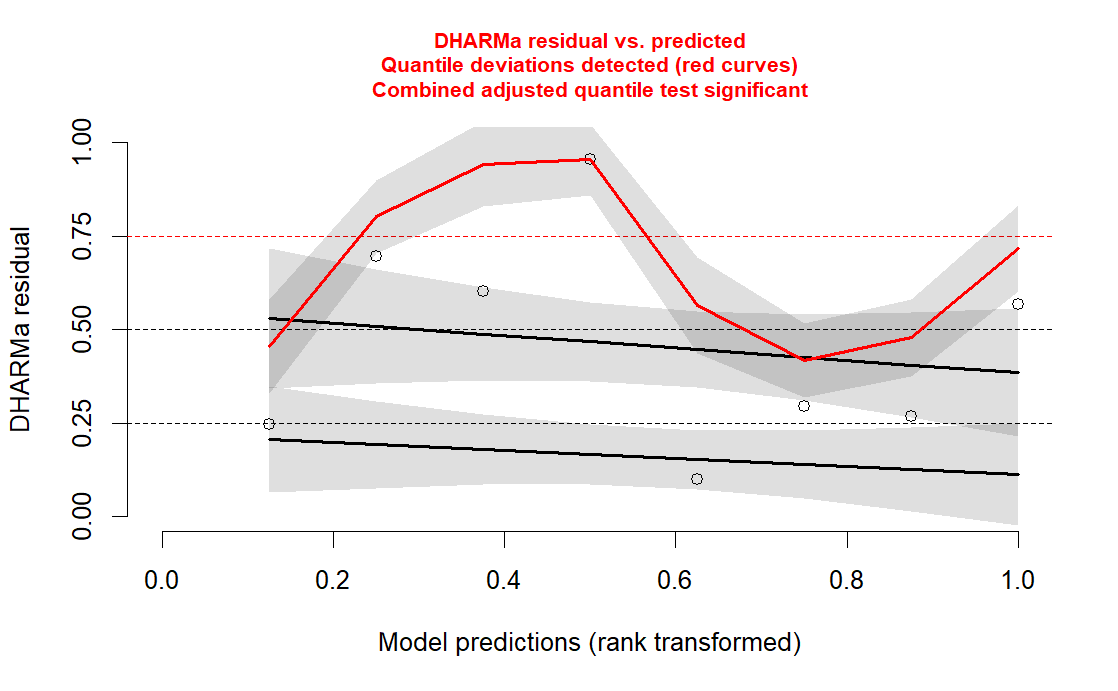 DHARMa residual vs. predicted
Quantile deviations detected (red curves)
Combined adjusted quantile test significant
1.00
0.75
0.50
0.25
0.00
DHARMa residual
0.0 0.2 0.4 0.6 0.8 1.0
Model predictions (rank transformed)